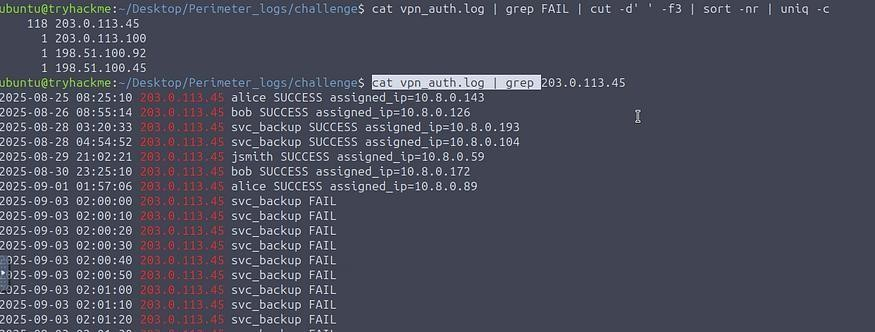 ubuntu@tryhackme:~/Desktop/Perimeter_logs/challenge$ cat vpn_auth.log | grep FAIL | cut -d' ' -f3 | sort -nr | uniq -c
118 203.0.113.45
1 203.0.113.100
1 198.51.100.92
1 198.51.100.45
ubuntu@tryhackme:~/Desktop/Perimeter_logs/challenge$ cat vpn_auth.log | grep 203.0.113.45
2025-08-25 08:25:10 203.0.113.45 alice SUCCESS assigned_ip=10.8.0.143
2025-08-26 08:55:14 203.0.113.45 bob SUCCESS assigned_ip=10.8.0.126
2025-08-28 03:20:33 203.0.113.45 svc_backup SUCCESS assigned_ip=10.8.0.193
2025-08-28 04:54:52 203.0.113.45 svc_backup SUCCESS assigned_ip=10.8.0.104
2025-08-29 21:02:21 203.0.113.45 jsmith SUCCESS assigned_ip=10.8.0.59
2025-08-30 23:25:10 203.0.113.45 bob SUCCESS assigned_ip=10.8.0.172
2025-09-01 01:57:06 203.0.113.45 alice SUCCESS assigned_ip=10.8.0.89
2025-09-03 02:00:00 203.0.113.45 svc_backup FAIL
2025-09-03 02:00:10 203.0.113.45 svc_backup FAIL
2025-09-03 02:00:20 203.0.113.45 svc_backup FAIL
2025-09-03 02:00:30 203.0.113.45 svc_backup FAIL
2025-09-03 02:00:40 203.0.113.45 svc_backup FAIL
2025-09-03 02:00:50 203.0.113.45 svc_backup FAIL
2025-09-03 02:01:00 203.0.113.45 svc_backup FAIL
2025-09-03 02:01:10 203.0.113.45 svc_backup FAIL
2025-09-03 02:01:20 203.0.113.45 svc_backup FAIL